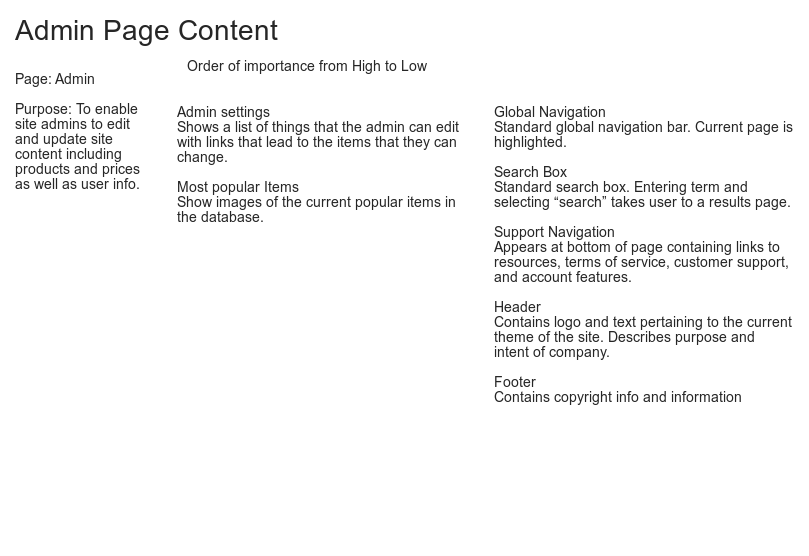 Admin Page Content
Order of importance from High to Low
Page: Admin
Purpose: To enable
site admins to edit
and update site
content including
products and prices
as well as user info.
Admin settings
Shows a list of things that the admin can edit
with links that lead to the items that they can
change.
Most popular Items
Show images of the current popular items in
the database.
Global Navigation
Standard global navigation bar. Current page is
highlighted.
Search Box
Standard search box. Entering term and
selecting “search” takes user to a results page.
Support Navigation
Appears at bottom of page containing links to
resources, terms of service, customer support,
and account features.
Header
Contains logo and text pertaining to the current
theme of the site. Describes purpose and
intent of company.
Footer
Contains copyright info and information